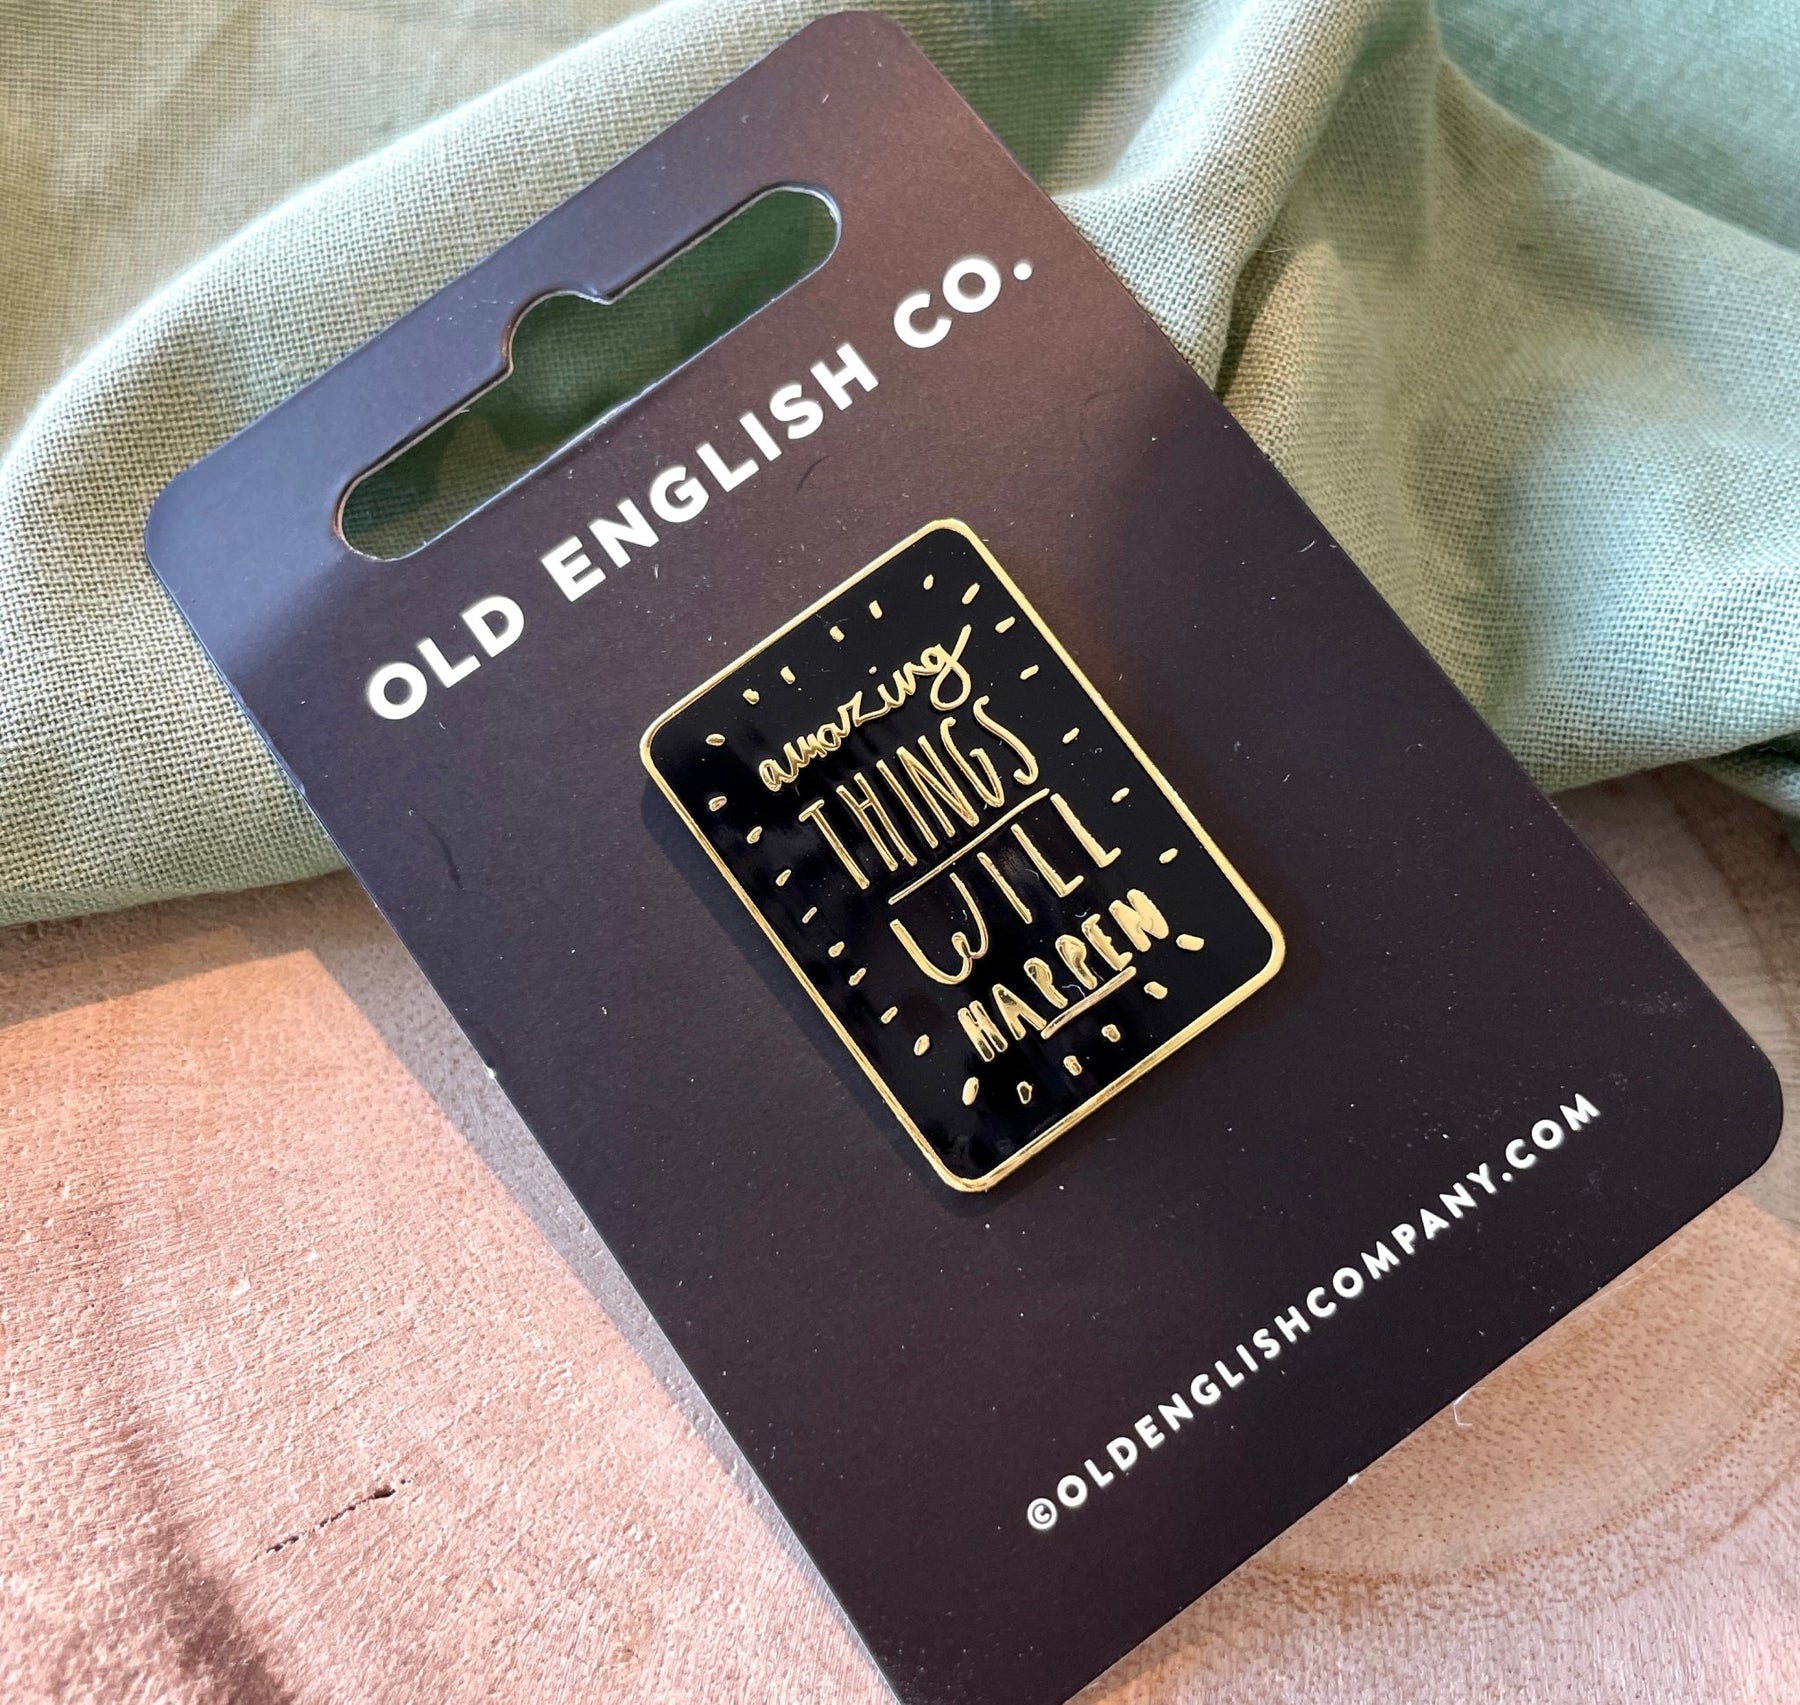 OLD ENGLISH CO.
amazing
THINGS
WILL
HAPPEN
©OLDENGLISHCOMPANY.COM